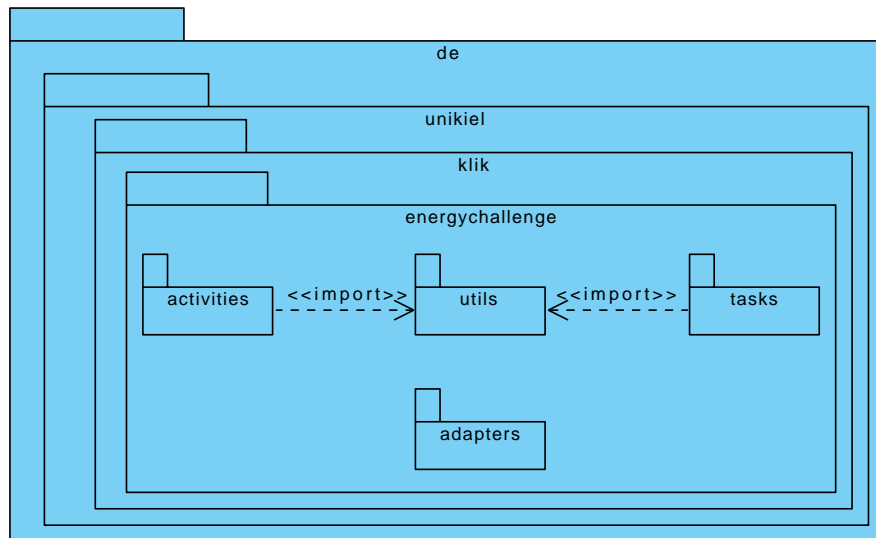 de
unikiel
klik
energychallenge
activities <<import>> utils <<import>> tasks
adapters